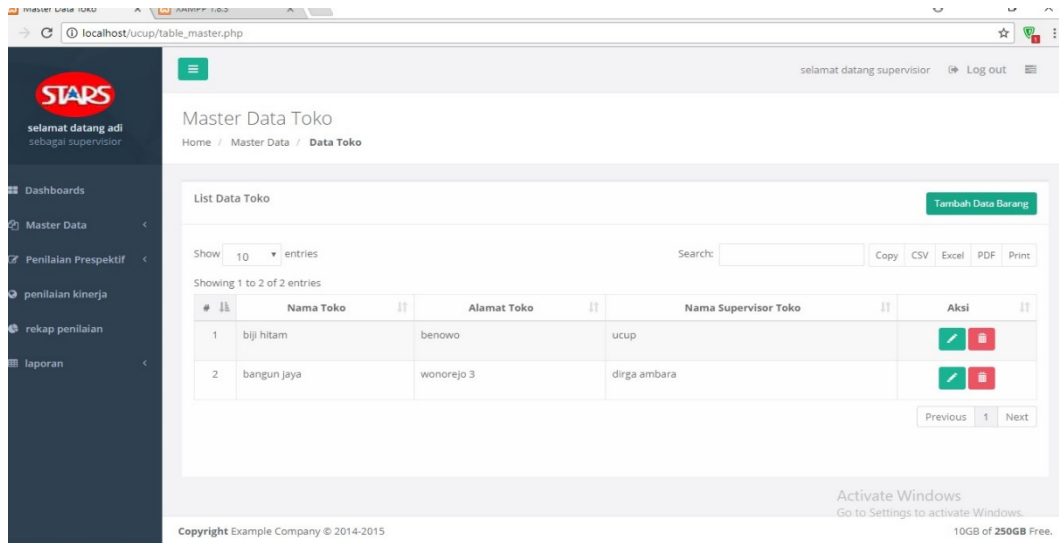 Master Data Toko
XAMPP 1.8.3
localhost/ucup/table_master.php
STARS
selamat datang adi
sebagai supervisior
Dashboards
Master Data
Penilaian Prespektif
penilaian kinerja
rekap penilaian
laporan
selamat datang supervisior Log out
Master Data Toko
Home / Master Data / Data Toko
List Data Toko Tambah Data Barang
Show 10 entries Search: Copy CSV Excel PDF Print
Showing 1 to 2 of 2 entries
# Nama Toko Alamat Toko Nama Supervisor Toko Aksi
1 biji hitam benowo ucup
2 bangun jaya wonorejo 3 dirga ambara
Previous 1 Next
Activate Windows
Go to Settings to activate Windows.
Copyright Example Company © 2014-2015 10GB of 250GB Free.